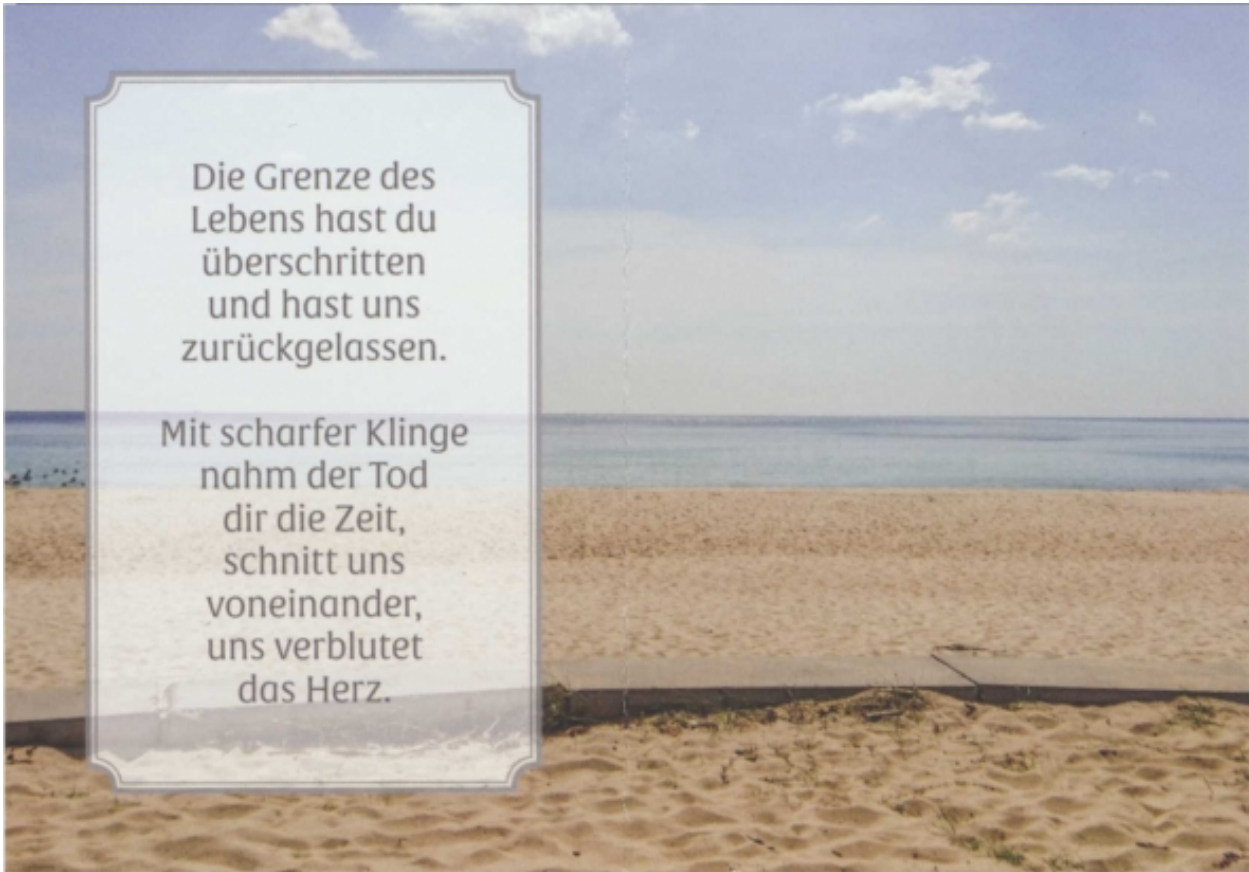 Die Grenze des
Lebens hast du
überschritten
und hast uns
zurückgelassen.
Mit scharfer Klinge
nahm der Tod
dir die Zeit,
schnitt uns
voneinander,
uns verblutet
das Herz.